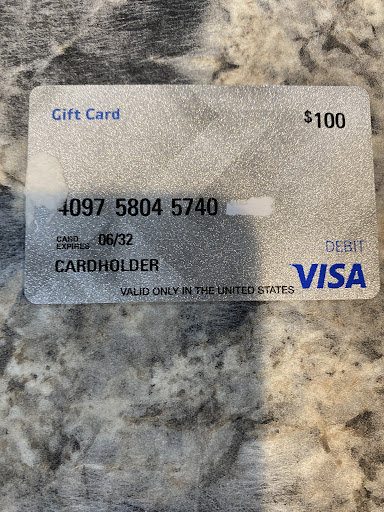 Gift Card
$100
4097 5804 5740
CARD EXPIRES 06/32
CARDHOLDER
DEBIT
VISA
VALID ONLY IN THE UNITED STATES